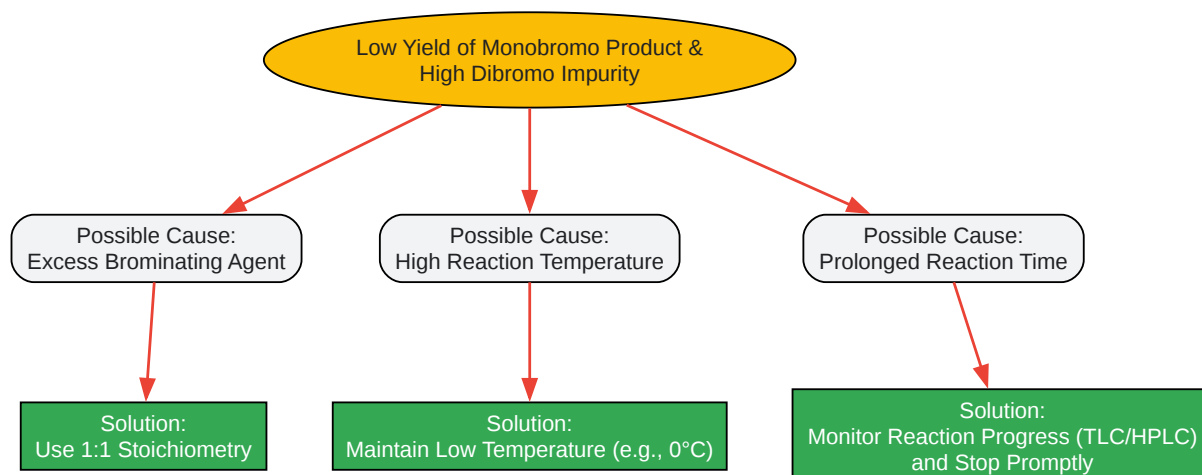 Low Yield of Monobromo Product &
High Dibromo Impurity
Possible Cause:
Excess Brominating Agent
Possible Cause:
High Reaction Temperature
Possible Cause:
Prolonged Reaction Time
Solution:
Use 1:1 Stoichiometry
Solution:
Maintain Low Temperature (e.g., 0°C)
Solution:
Monitor Reaction Progress (TLC/HPLC)
and Stop Promptly